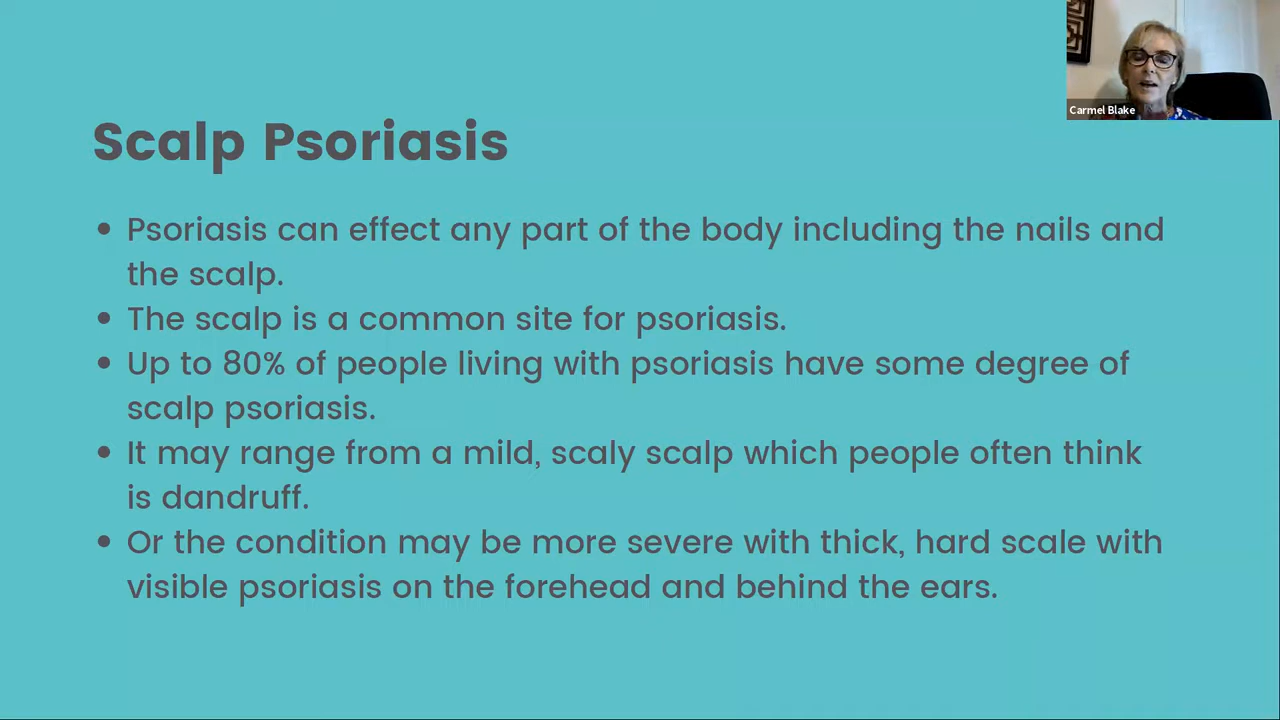 Carmel Blake
Scalp Psoriasis
• Psoriasis can effect any part of the body including the nails and
the scalp.
• The scalp is a common site for psoriasis.
• Up to 80% of people living with psoriasis have some degree of
scalp psoriasis.
• It may range from a mild, scaly scalp which people often think
is dandruff.
• Or the condition may be more severe with thick, hard scale with
visible psoriasis on the forehead and behind the ears.